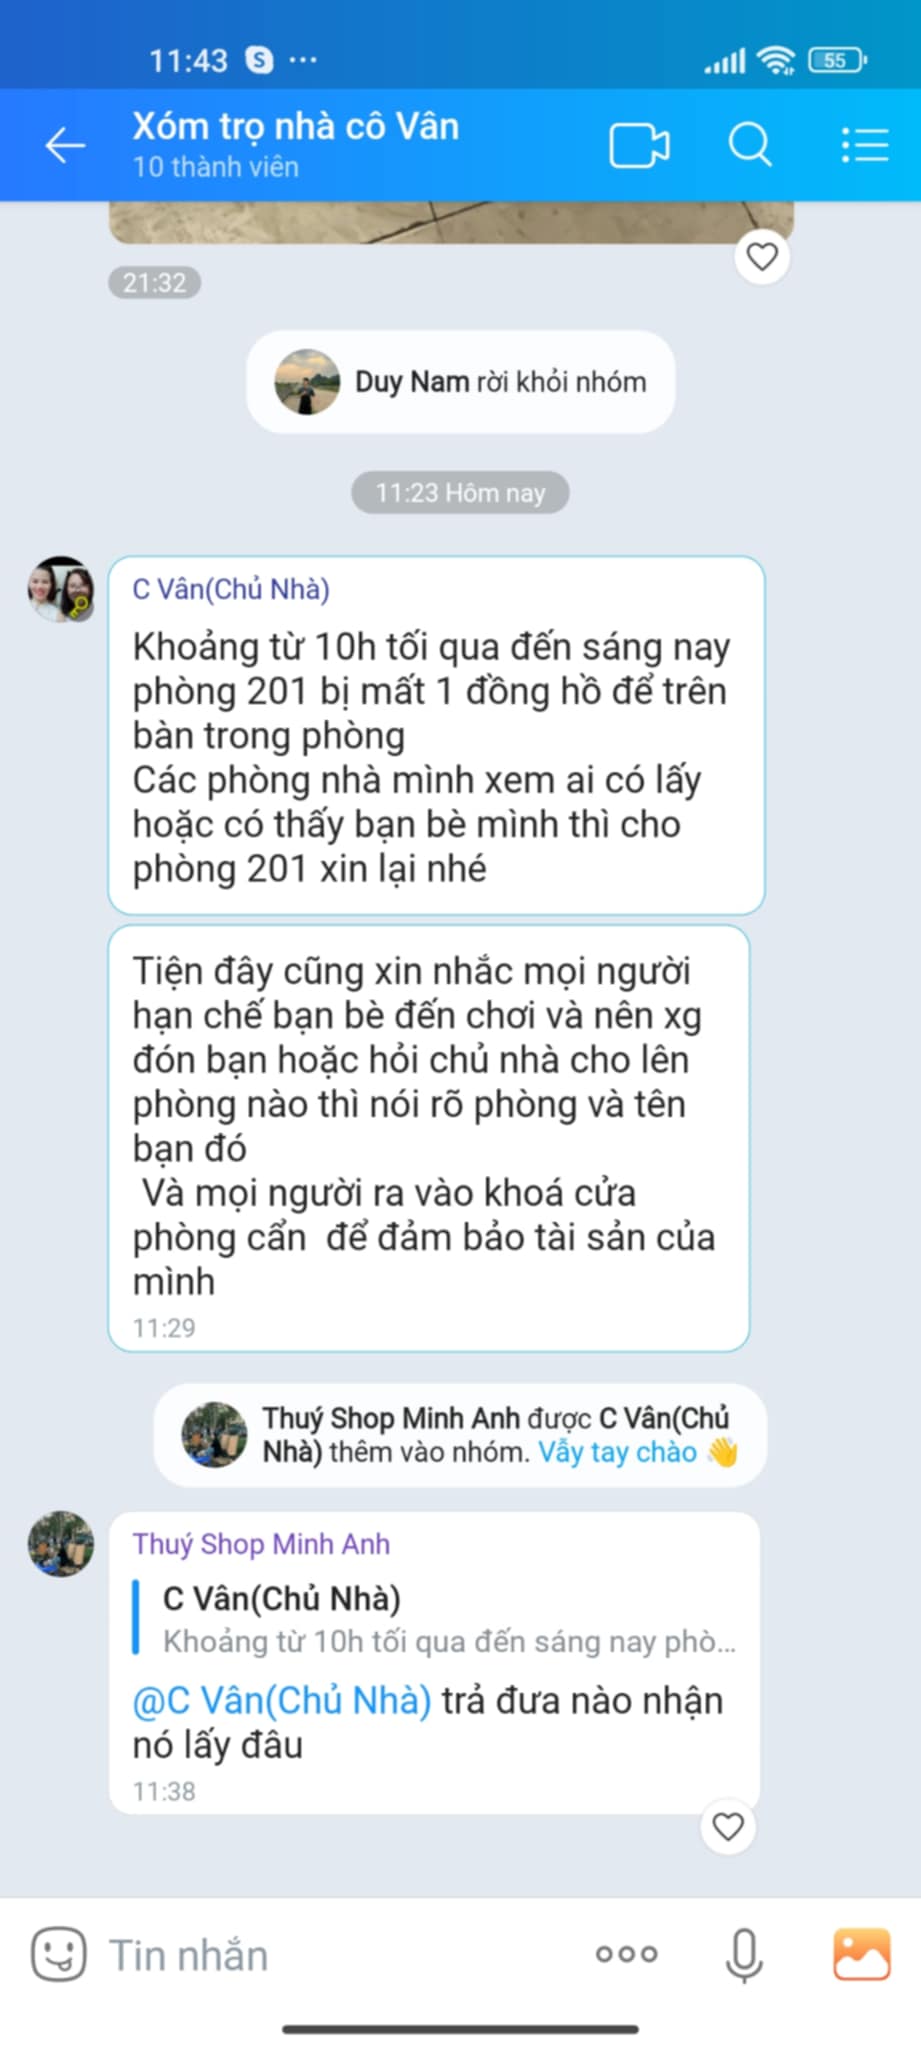 11:43 S ...
55
Xóm trọ nhà cô Vân
10 thành viên
21:32
Duy Nam rời khỏi nhóm
11:23 Hôm nay
C Vân(Chủ Nhà)
Khoảng từ 10h tối qua đến sáng nay
phòng 201 bị mất 1 đồng hồ để trên
bàn trong phòng
Các phòng nhà mình xem ai có lấy
hoặc có thấy bạn bè mình thì cho
phòng 201 xin lại nhé
Tiện đây cũng xin nhắc mọi người
hạn chế bạn bè đến chơi và nên xg
đón bạn hoặc hỏi chủ nhà cho lên
phòng nào thì nói rõ phòng và tên
bạn đó
Và mọi người ra vào khoá cửa
phòng cẩn để đảm bảo tài sản của
mình
11:29
Thuý Shop Minh Anh được C Vân(Chủ
Nhà) thêm vào nhóm. Vẫy tay chào 👋
Thuý Shop Minh Anh
C Vân(Chủ Nhà)
Khoảng từ 10h tối qua đến sáng nay phò...
@C Vân(Chủ Nhà) trả đưa nào nhận
nó lấy đâu
11:38
Tin nhắn